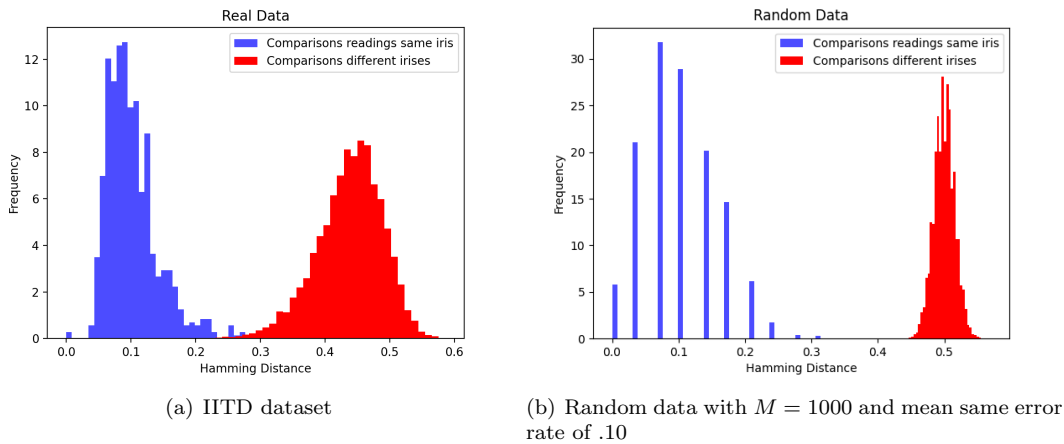 Real Data
Comparisons readings same iris
Comparisons different irises
Frequency
12
10
8
6
4
2
0
0.0 0.1 0.2 0.3 0.4 0.5 0.6
Hamming Distance
(a) IITD dataset
Random Data
Comparisons readings same iris
Comparisons different irises
Frequency
30
25
20
15
10
5
0
0.0 0.1 0.2 0.3 0.4 0.5
Hamming Distance
(b) Random data with M = 1000 and mean same error
rate of .10